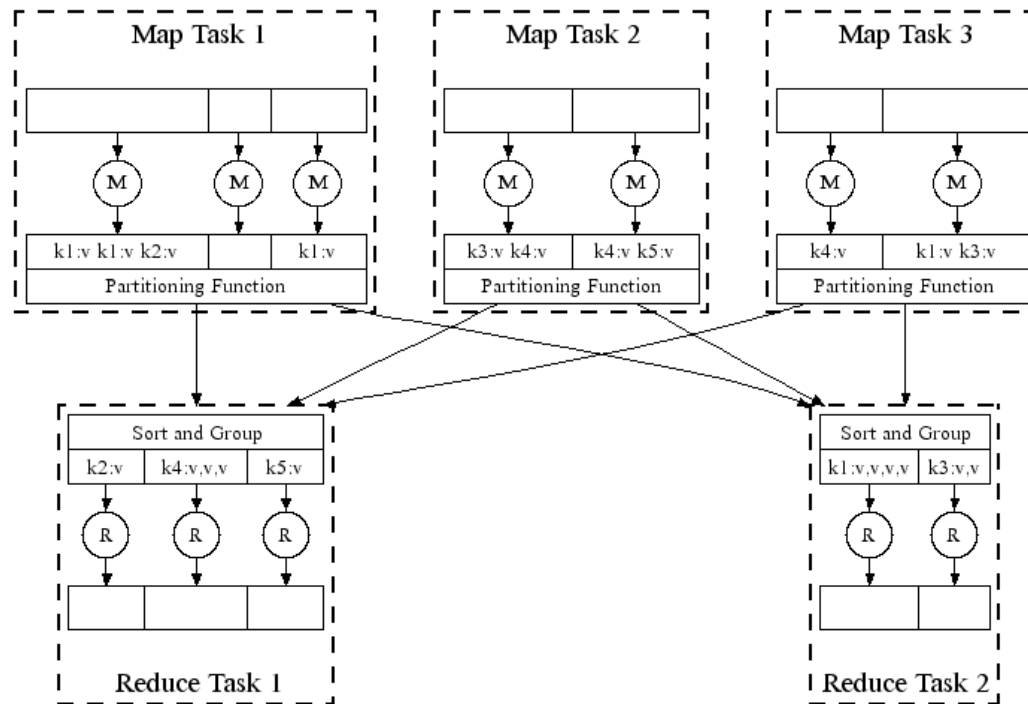 Map Task 1
Map Task 2
Map Task 3
M
M
M
M
M
M
M
k1:v k1:v k2:v
k1:v
k3:v k4:v
k4:v k5:v
k4:v
k1:v k3:v
Partitioning Function
Partitioning Function
Partitioning Function
Sort and Group
Sort and Group
k2:v
k4:v,v,v
k5:v
k1:v,v,v,v
k3:v,v
R
R
R
R
R
Reduce Task 1
Reduce Task 2